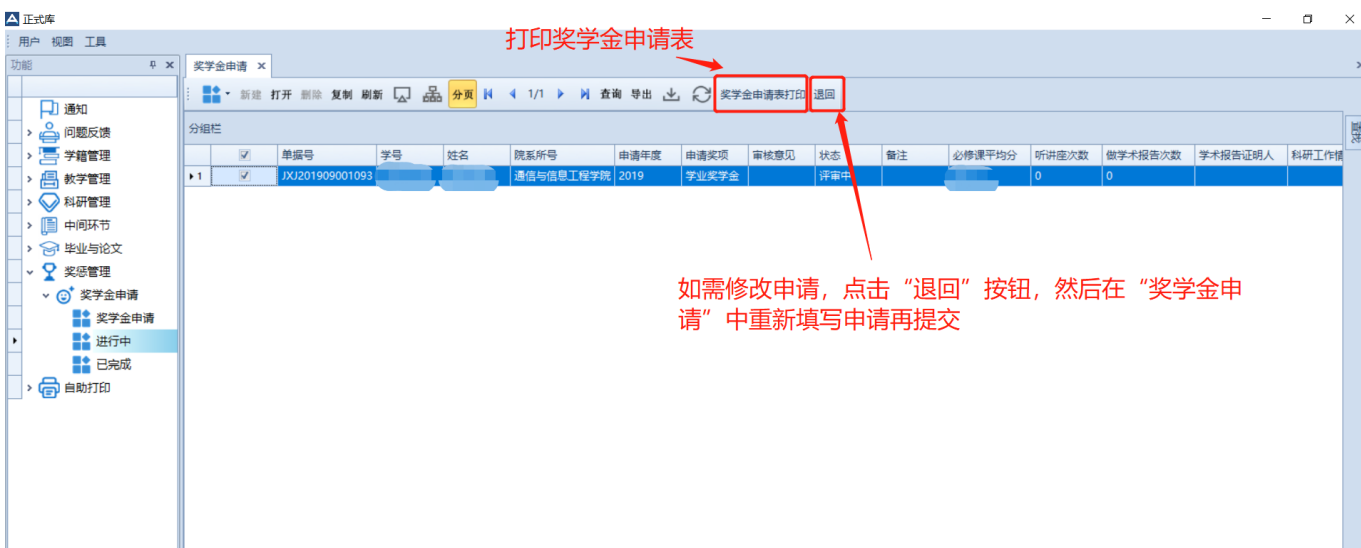 正式库
用户 视图 工具
打印奖学金申请表
功能
奖学金申请
新建 打开 删除 复制 刷新 分页 1/1 查询 导出 奖学金申请表打印 退回
通知
分组栏
查找
问题反馈
单据号 学号 姓名 院系所号 申请年度 申请奖项 审核意见 状态 备注 必修课平均分 听讲座次数 做学术报告次数 学术报告证明人 科研工作情
学籍管理
1 JXJ201909001093 通信与信息工程学院 2019 学业奖学金 评审中 0 0
教学管理
科研管理
中间环节
毕业与论文
奖惩管理
奖学金申请
如需修改申请，点击“退回”按钮，然后在“奖学金申
请”中重新填写申请再提交
奖学金申请
进行中
已完成
自助打印